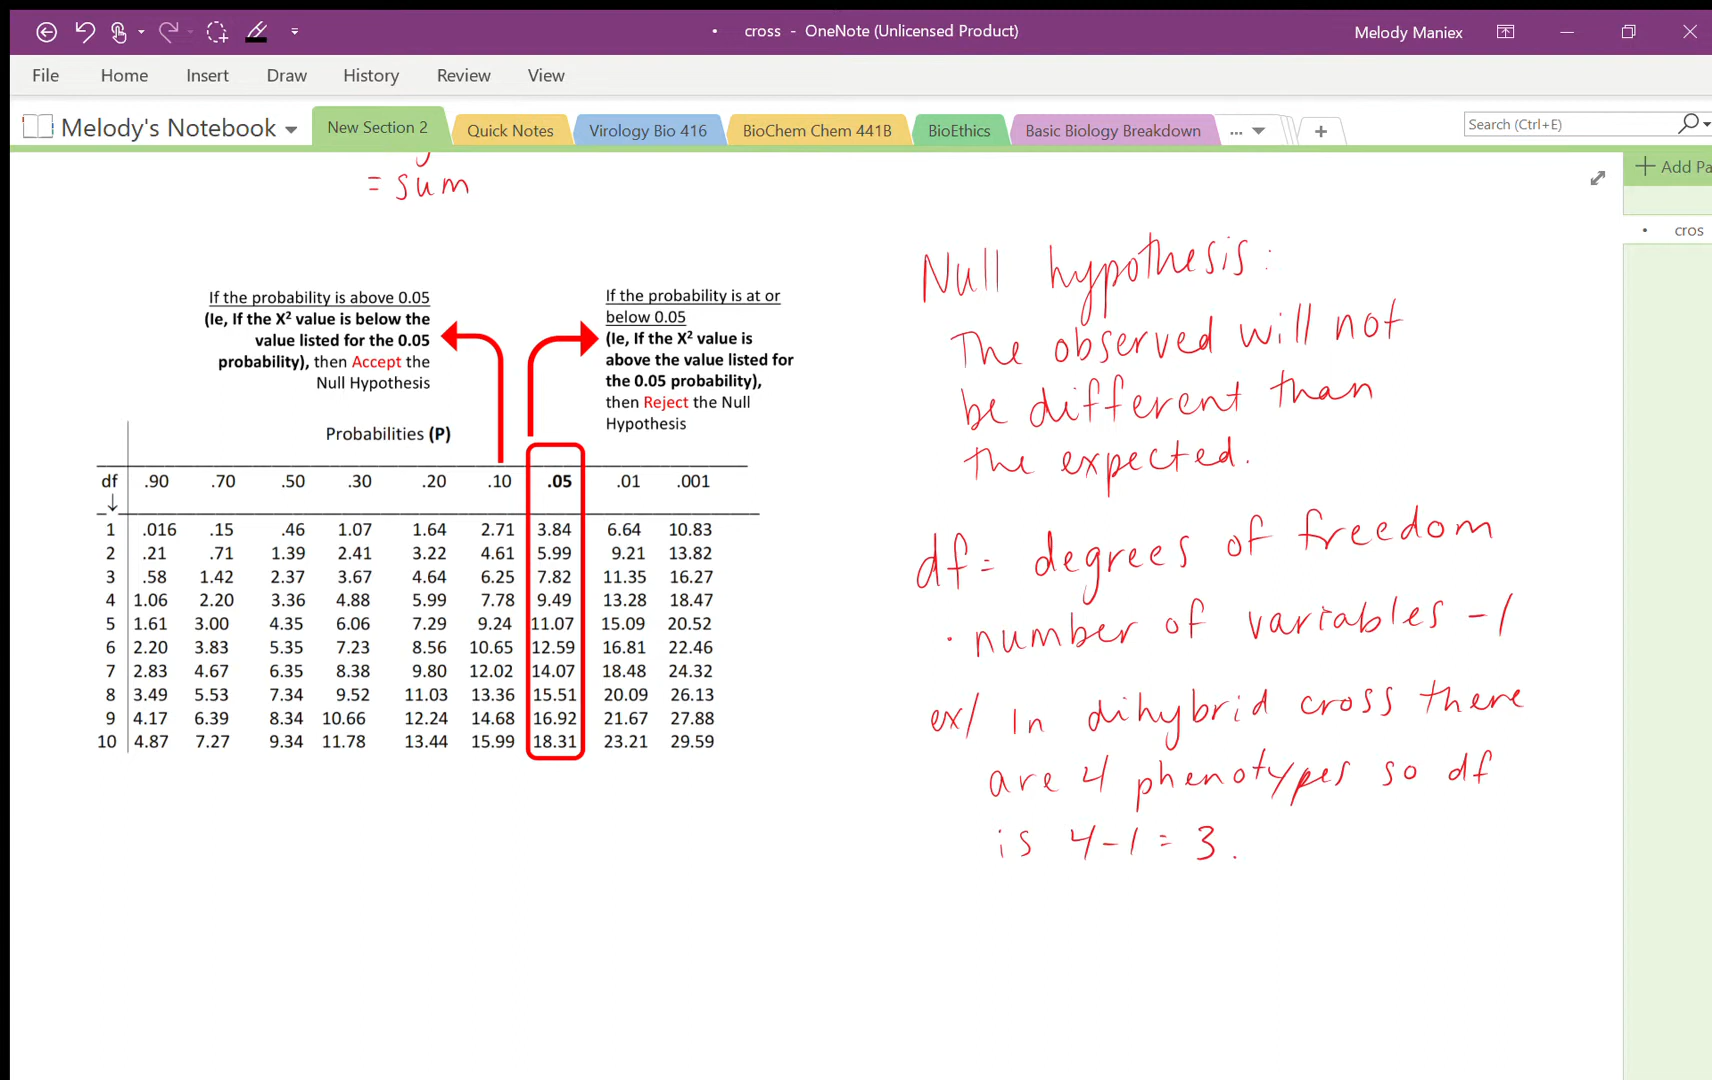 cross - OneNote (Unlicensed Product)
Melody Maniex
File Home Insert Draw History Review View
Melody's Notebook
New Section 2
Quick Notes
Virology Bio 416
BioChem Chem 441B
BioEthics
Basic Biology Breakdown
...
+
Search (Ctrl+E)
+ Add Pa
cros
= sum
If the probability is above 0.05
(Ie, If the X² value is below the
value listed for the 0.05
probability), then Accept the
Null Hypothesis
If the probability is at or
below 0.05
(Ie, If the X² value is
above the value listed for
the 0.05 probability),
then Reject the Null
Hypothesis
Probabilities (P)
df .90 .70 .50 .30 .20 .10 .05 .01 .001
↓
1 .016 .15 .46 1.07 1.64 2.71 3.84 6.64 10.83
2 .21 .71 1.39 2.41 3.22 4.61 5.99 9.21 13.82
3 .58 1.42 2.37 3.67 4.64 6.25 7.82 11.35 16.27
4 1.06 2.20 3.36 4.88 5.99 7.78 9.49 13.28 18.47
5 1.61 3.00 4.35 6.06 7.29 9.24 11.07 15.09 20.52
6 2.20 3.83 5.35 7.23 8.56 10.65 12.59 16.81 22.46
7 2.83 4.67 6.35 8.38 9.80 12.02 14.07 18.48 24.32
8 3.49 5.53 7.34 9.52 11.03 13.36 15.51 20.09 26.13
9 4.17 6.39 8.34 10.66 12.24 14.68 16.92 21.67 27.88
10 4.87 7.27 9.34 11.78 13.44 15.99 18.31 23.21 29.59
Null hypothesis:
The observed will not
be different than
the expected.
df = degrees of freedom
· number of variables -1
ex/ In dihybrid cross there
are 4 phenotypes so df
is 4-1 = 3.